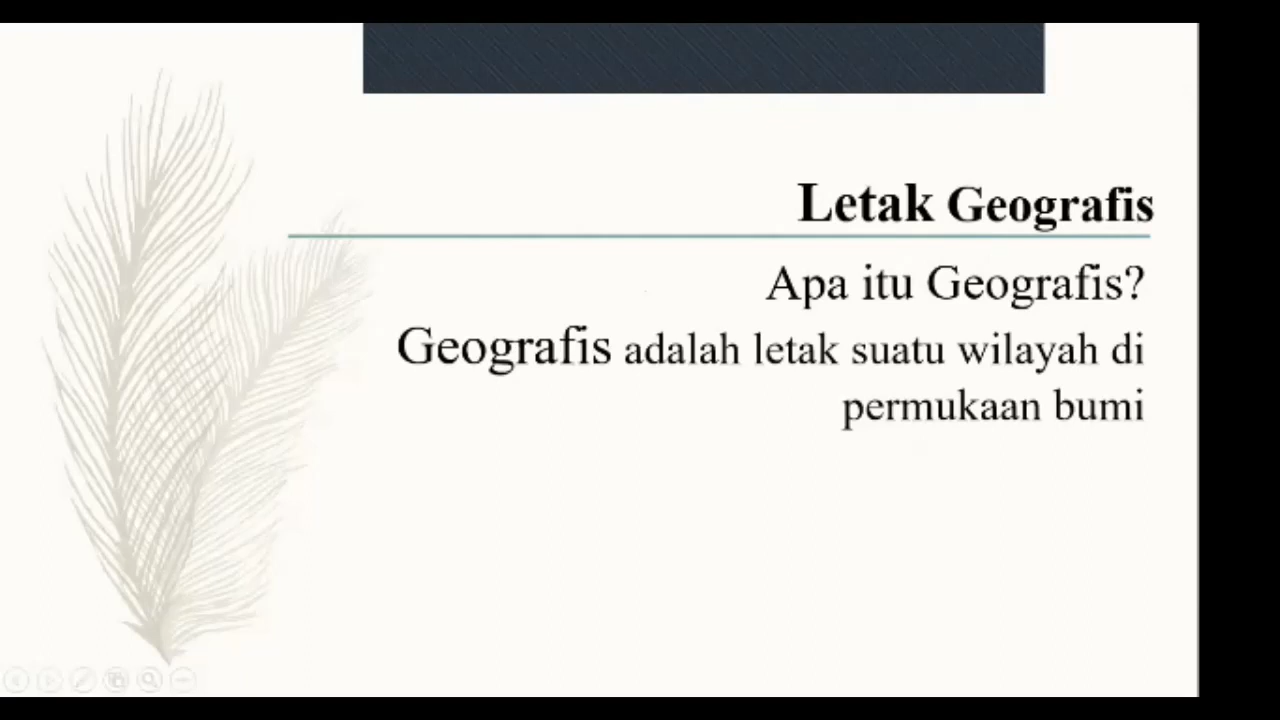 Letak Geografis
Apa itu Geografis?
Geografis adalah letak suatu wilayah di
permukaan bumi